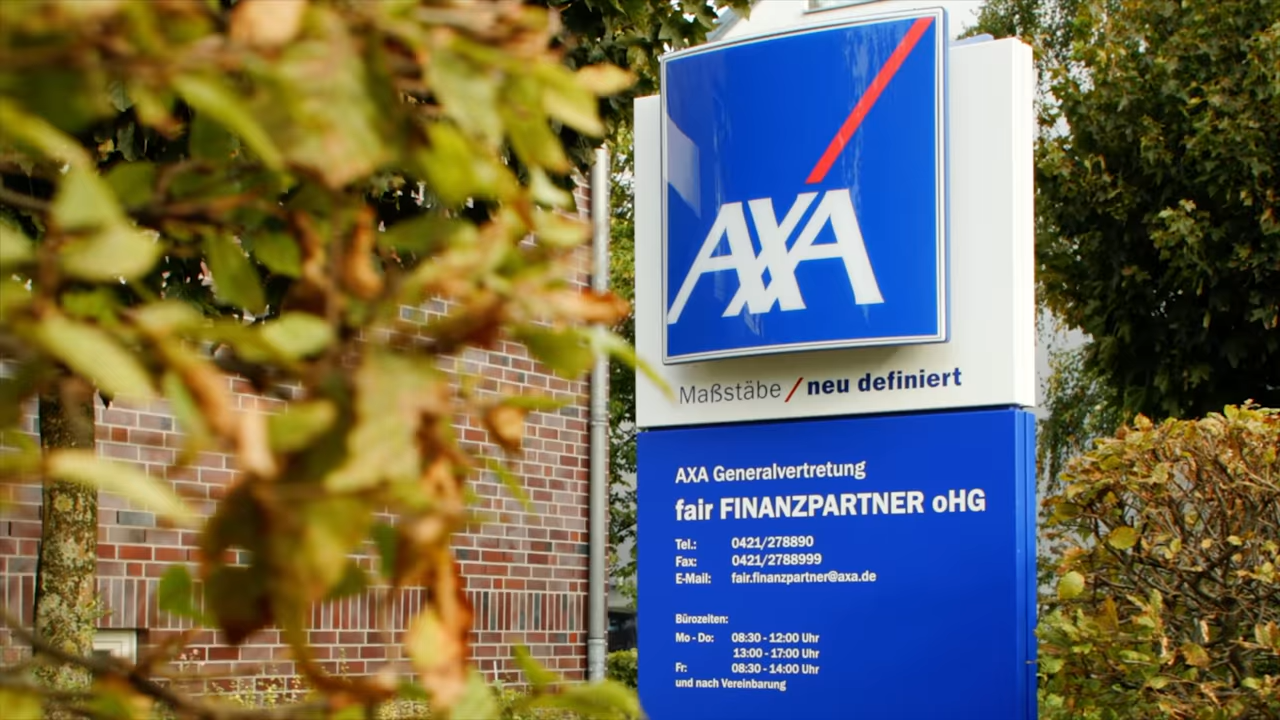 AXA
Maßstäbe / neu definiert
AXA Generalvertretung
fair FINANZPARTNER oHG
Tel.: 0421/278890
Fax: 0421/2788999
E-Mail: fair.finanzpartner@axa.de
Bürozeiten:
Mo - Do: 08:30 - 12:00 Uhr
13:00 - 17:00 Uhr
Fr: 08:30 - 14:00 Uhr
und nach Vereinbarung